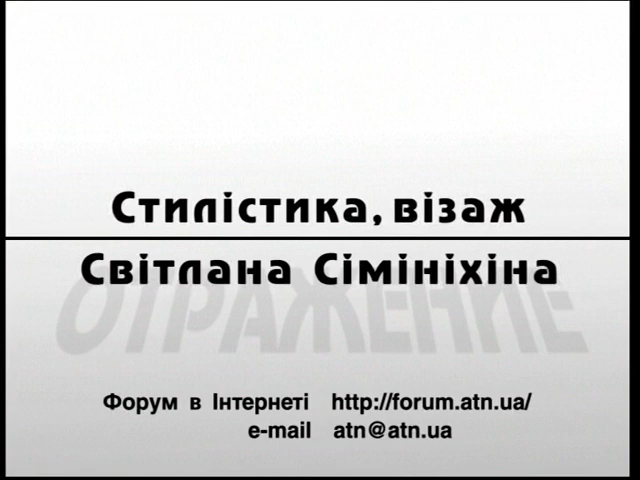 Стилістика, візаж
Світлана Сімініхіна
ОТРАЖЕНИЕ
Форум в Інтернеті http://forum.atn.ua/
e-mail atn@atn.ua